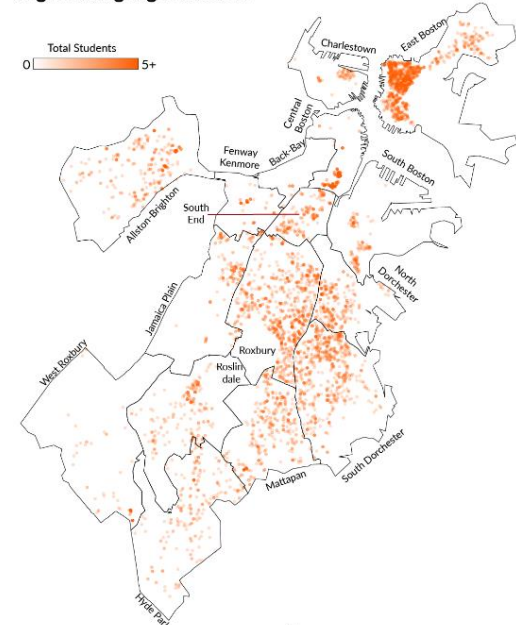 Total Students
0
5+
Charlestown
East Boston
Central
Boston
Back-Bay
Fenway
Kenmore
South Boston
Allston-Brighton
South
End
North
Dorchester
Jamaica Plain
West Roxbury
Roxbury
Roslin
dale
South Dorchester
Mattapan
Hyde Park